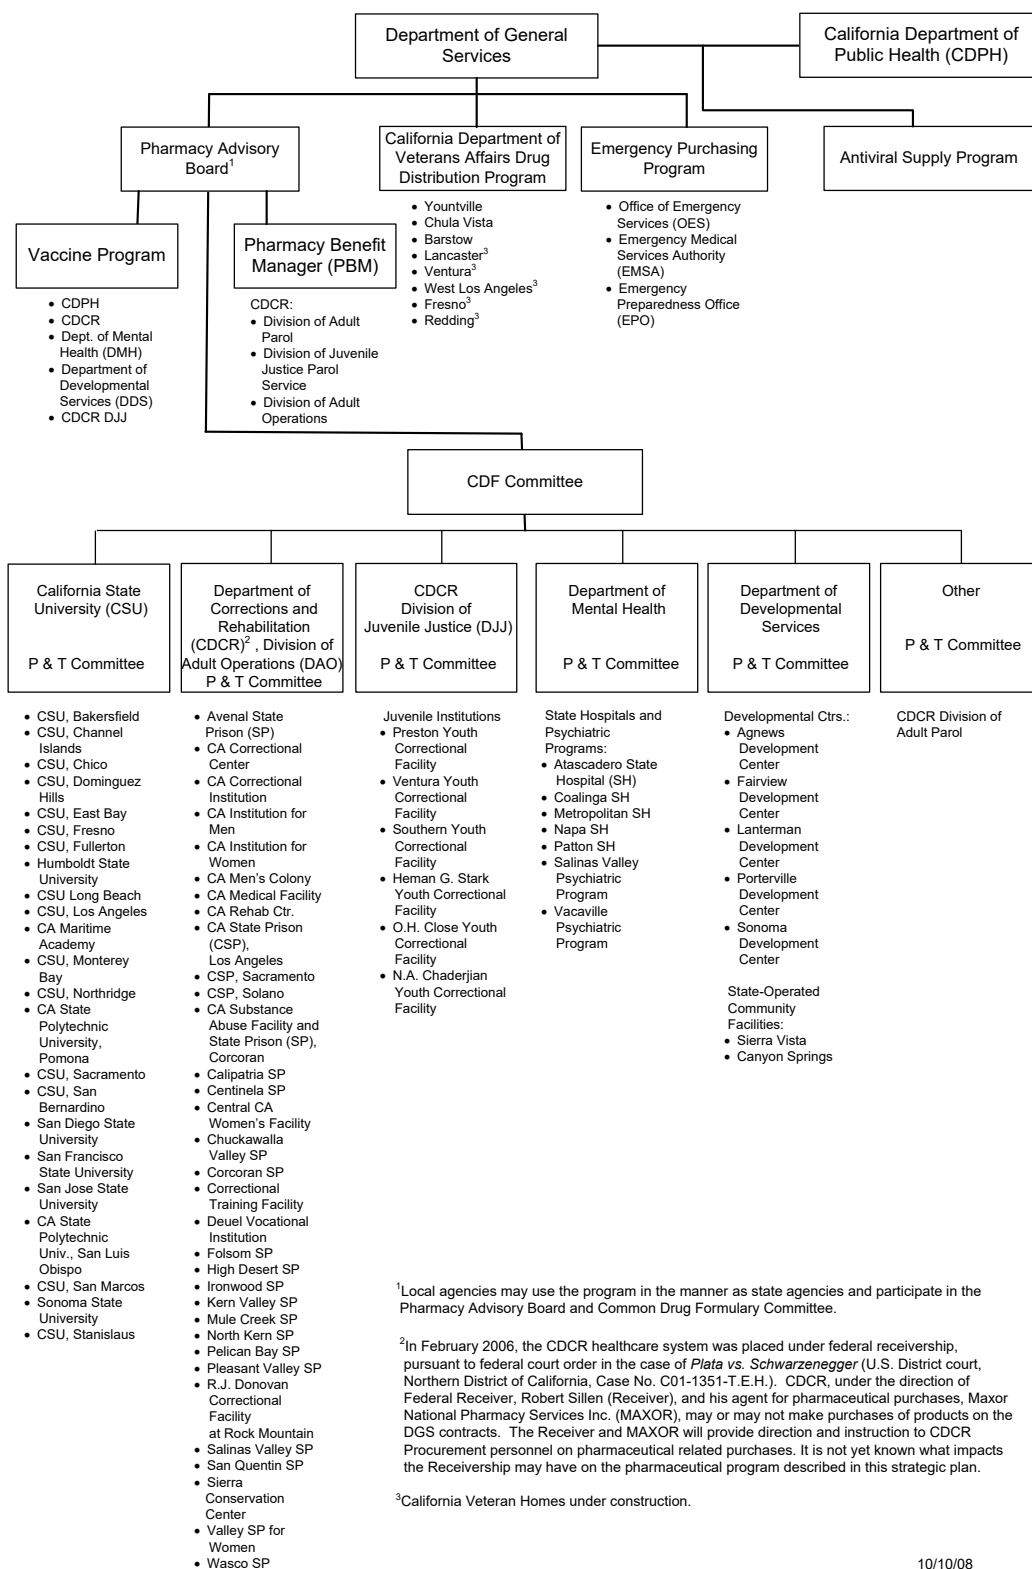 Department of General
Services
California Department of
Public Health (CDPH)
Pharmacy Advisory
Board1
California Department of
Veterans Affairs Drug
Distribution Program
Emergency Purchasing
Program
Antiviral Supply Program
Vaccine Program
Pharmacy Benefit
Manager (PBM)
• Yountville
• Chula Vista
• Barstow
• Lancaster3
• Ventura3
• West Los Angeles3
• Fresno3
• Redding3
• Office of Emergency
Services (OES)
• Emergency Medical
Services Authority
(EMSA)
• Emergency
Preparedness Office
(EPO)
• CDPH
• CDCR
• Dept. of Mental
Health (DMH)
• Department of
Developmental
Services (DDS)
• CDCR DJJ
CDCR:
• Division of Adult
Parol
• Division of Juvenile
Justice Parol
Service
• Division of Adult
Operations
CDF Committee
California State
University (CSU)
P & T Committee
Department of
Corrections and
Rehabilitation
(CDCR)2 , Division of
Adult Operations (DAO)
P & T Committee
CDCR
Division of
Juvenile Justice (DJJ)
P & T Committee
Department of
Mental Health
P & T Committee
Department of
Developmental
Services
P & T Committee
Other
P & T Committee
• CSU, Bakersfield
• CSU, Channel
Islands
• CSU, Chico
• CSU, Dominguez
Hills
• CSU, East Bay
• CSU, Fresno
• CSU, Fullerton
• Humboldt State
University
• CSU Long Beach
• CSU, Los Angeles
• CA Maritime
Academy
• CSU, Monterey
Bay
• CSU, Northridge
• CA State
Polytechnic
University,
Pomona
• CSU, Sacramento
• CSU, San
Bernardino
• San Diego State
University
• San Francisco
State University
• San Jose State
University
• CA State
Polytechnic
Univ., San Luis
Obispo
• CSU, San Marcos
• Sonoma State
University
• CSU, Stanislaus
• Avenal State
Prison (SP)
• CA Correctional
Center
• CA Correctional
Institution
• CA Institution for
Men
• CA Institution for
Women
• CA Men's Colony
• CA Medical Facility
• CA Rehab Ctr.
• CA State Prison
(CSP),
Los Angeles
• CSP, Sacramento
• CSP, Solano
• CA Substance
Abuse Facility and
State Prison (SP),
Corcoran
• Calipatria SP
• Centinela SP
• Central CA
Women's Facility
• Chuckawalla
Valley SP
• Corcoran SP
• Correctional
Training Facility
• Deuel Vocational
Institution
• Folsom SP
• High Desert SP
• Ironwood SP
• Kern Valley SP
• Mule Creek SP
• North Kern SP
• Pelican Bay SP
• Pleasant Valley SP
• R.J. Donovan
Correctional
Facility
at Rock Mountain
• Salinas Valley SP
• San Quentin SP
• Sierra
Conservation
Center
• Valley SP for
Women
• Wasco SP
Juvenile Institutions
• Preston Youth
Correctional
Facility
• Ventura Youth
Correctional
Facility
• Southern Youth
Correctional
Facility
• Heman G. Stark
Youth Correctional
Facility
• O.H. Close Youth
Correctional
Facility
• N.A. Chaderjian
Youth Correctional
Facility
State Hospitals and
Psychiatric
Programs:
• Atascadero State
Hospital (SH)
• Coalinga SH
• Metropolitan SH
• Napa SH
• Patton SH
• Salinas Valley
Psychiatric
Program
• Vacaville
Psychiatric
Program
Developmental Ctrs.:
• Agnews
Development
Center
• Fairview
Development
Center
• Lanterman
Development
Center
• Porterville
Development
Center
• Sonoma
Development
Center
State-Operated
Community
Facilities:
• Sierra Vista
• Canyon Springs
CDCR Division of
Adult Parol
1Local agencies may use the program in the manner as state agencies and participate in the
Pharmacy Advisory Board and Common Drug Formulary Committee.
2In February 2006, the CDCR healthcare system was placed under federal receivership,
pursuant to federal court order in the case of Plata vs. Schwarzenegger (U.S. District court,
Northern District of California, Case No. C01-1351-T.E.H.). CDCR, under the direction of
Federal Receiver, Robert Sillen (Receiver), and his agent for pharmaceutical purchases, Maxor
National Pharmacy Services Inc. (MAXOR), may or may not make purchases of products on the
DGS contracts. The Receiver and MAXOR will provide direction and instruction to CDCR
Procurement personnel on pharmaceutical related purchases. It is not yet known what impacts
the Receivership may have on the pharmaceutical program described in this strategic plan.
3California Veteran Homes under construction.
10/10/08